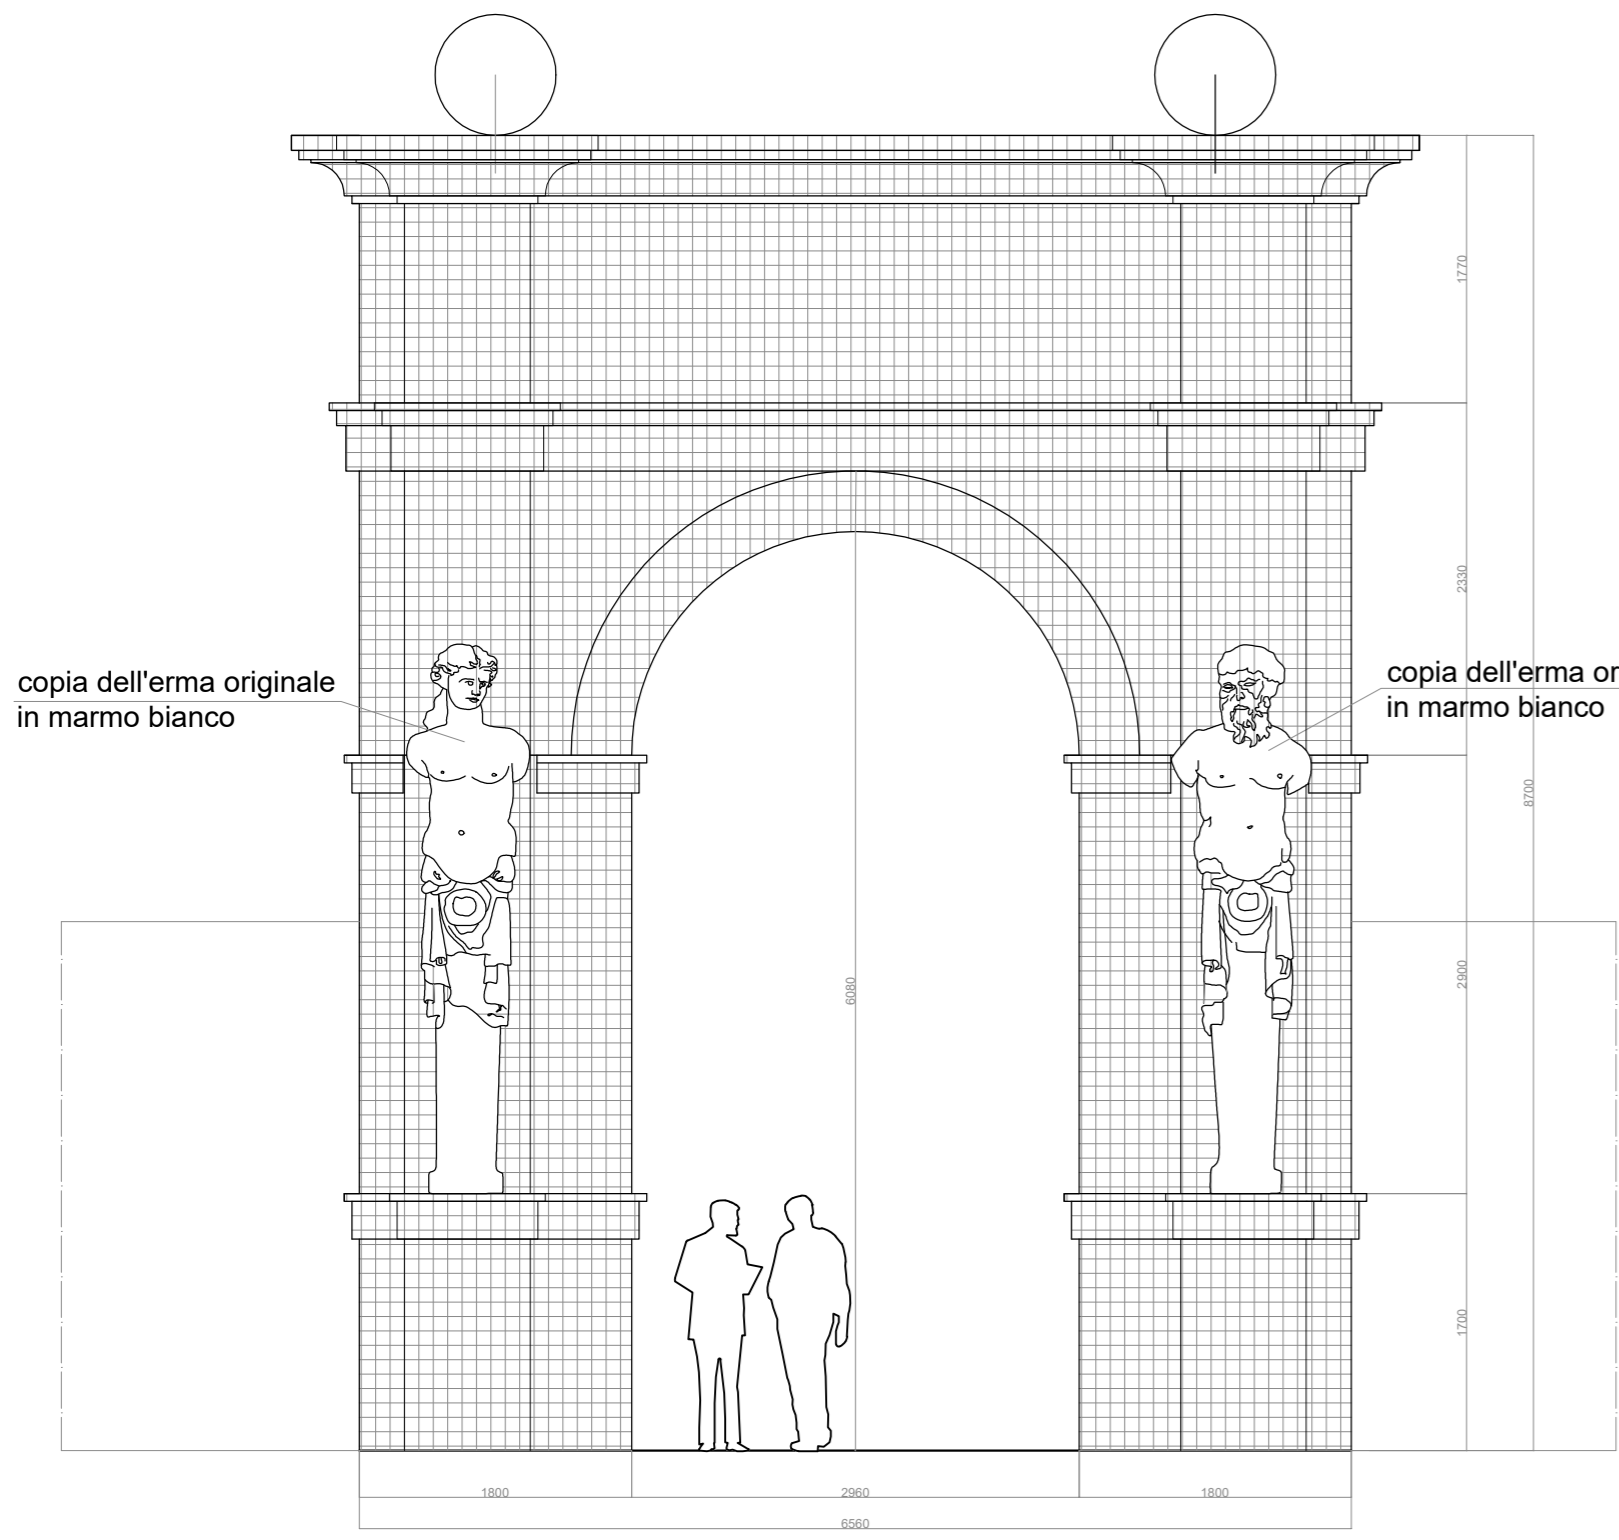 1770
2330
copia dell'erma originale
in marmo bianco
copia dell'erma or
in marmo bianco
8700
2900
6080
1700
1800
2960
1800
6560